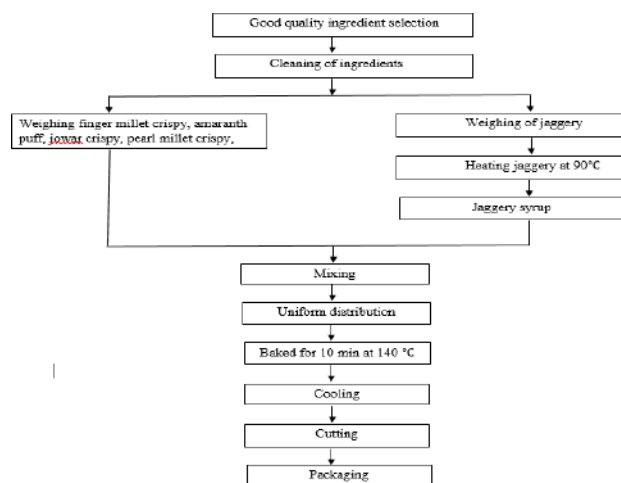 Good quality ingredient selection
Cleaning of ingredients
Weighing finger millet crispy, amaranth
puff, jowar crispy, pearl millet crispy,
Weighing of jaggery
Heating jaggery at 90°C
Jaggery syrup
Mixing
Uniform distribution
Baked for 10 min at 140 °C
Cooling
Cutting
Packaging